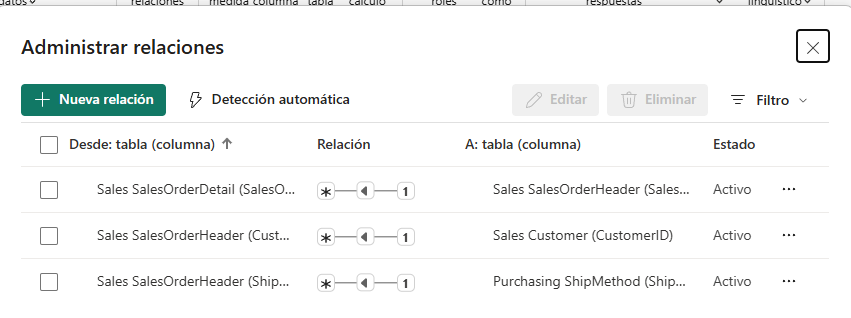 datos
relaciones medida columna tabla cálculo roles como respuestas lingüístico
Administrar relaciones
Nueva relación Detección automática Editar Eliminar Filtro
Desde: tabla (columna) Relación A: tabla (columna) Estado
Sales SalesOrderDetail (SalesO... * 1 Sales SalesOrderHeader (Sales... Activo
Sales SalesOrderHeader (Cust... * 1 Sales Customer (CustomerID) Activo
Sales SalesOrderHeader (Ship... * 1 Purchasing ShipMethod (Ship... Activo